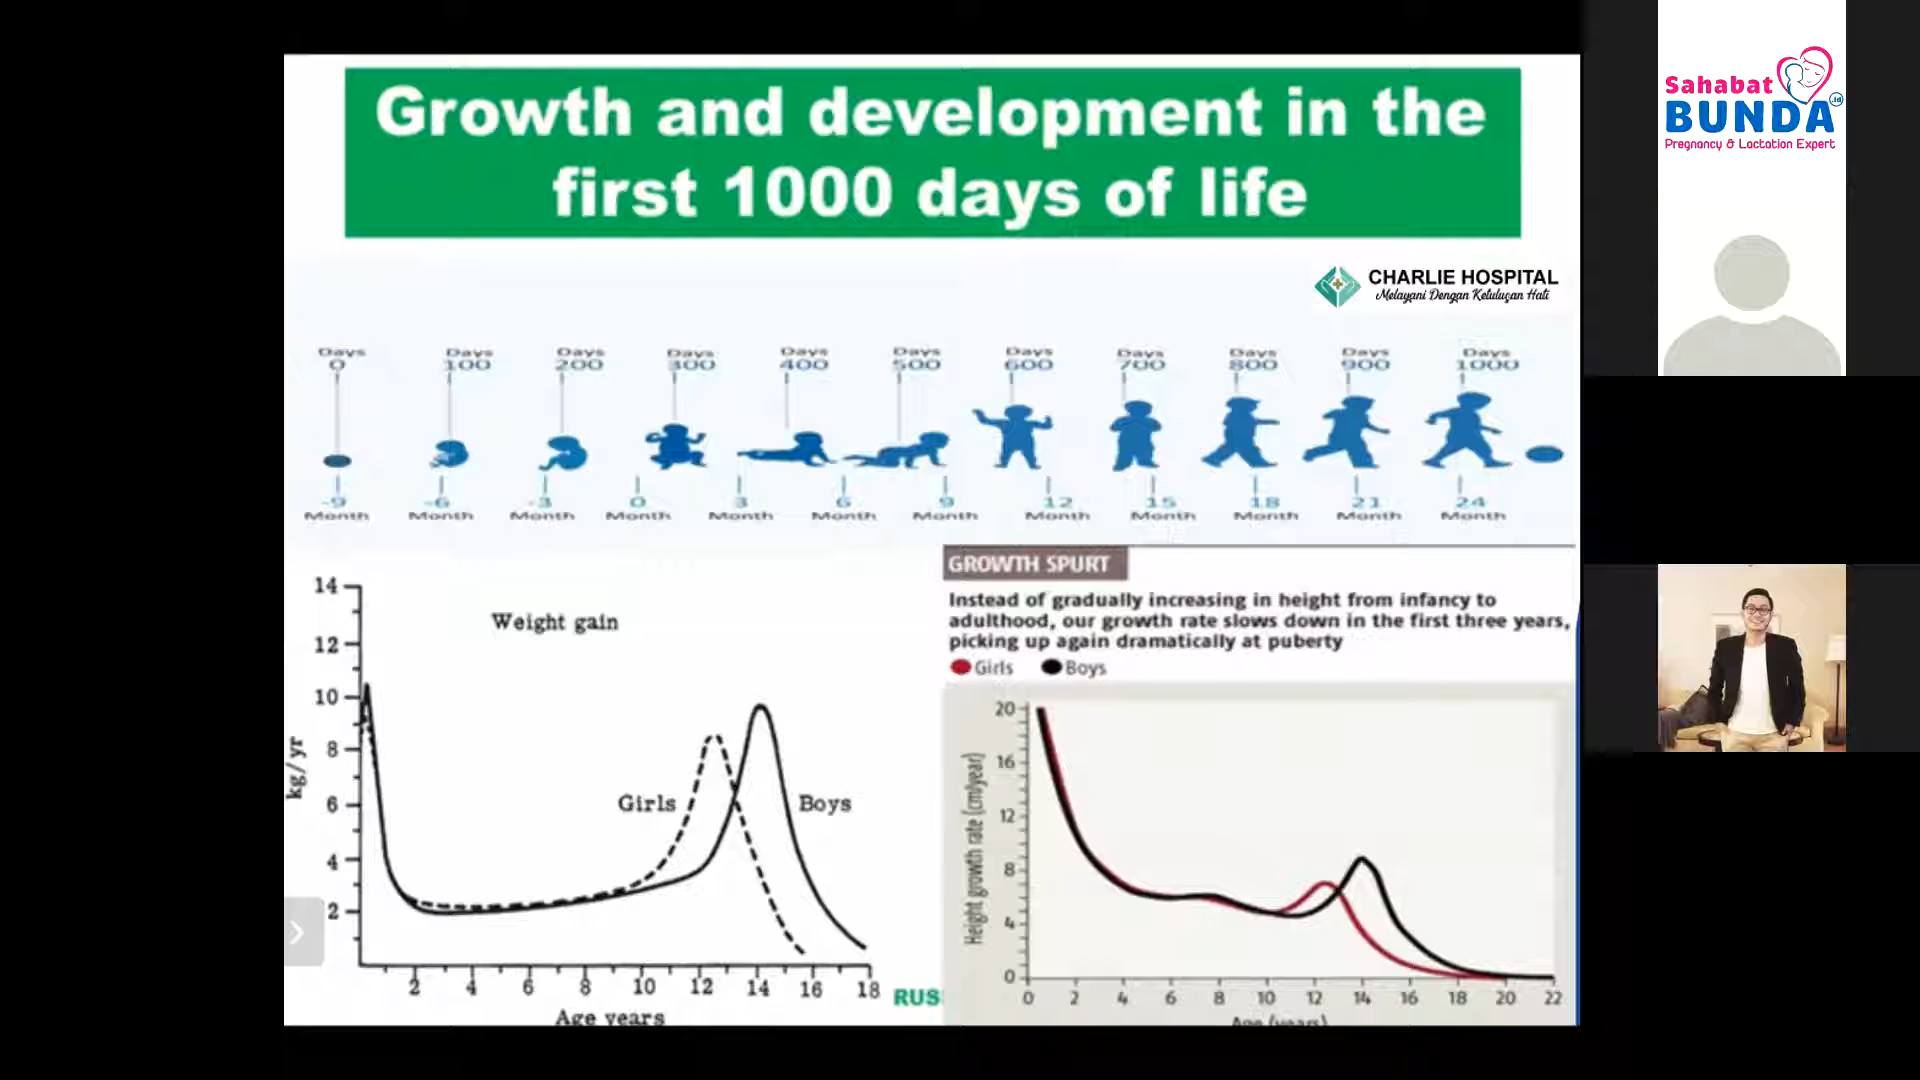 Growth and development in the
first 1000 days of life
CHARLIE HOSPITAL
Melayani Dengan Ketulusan Hati
Days Days Days Days Days Days Days Days Days Days Days
0 100 200 300 400 500 600 700 800 900 1000
-9 -6 -3 0 3 6 9 12 15 18 21 24
Month Month Month Month Month Month Month Month Month Month Month Month
Weight gain
kg/yr
14
12
10
8
6
4
2
Girls
Boys
2 4 6 8 10 12 14 16 18
Age years
RUS
GROWTH SPURT
Instead of gradually increasing in height from infancy to
adulthood, our growth rate slows down in the first three years,
picking up again dramatically at puberty
Girls Boys
Height growth rate (cm/year)
20
16
12
8
4
0
0 2 4 6 8 10 12 14 16 18 20 22
Age (years)
Sahabat
BUNDA.id
Pregnancy & Lactation Expert